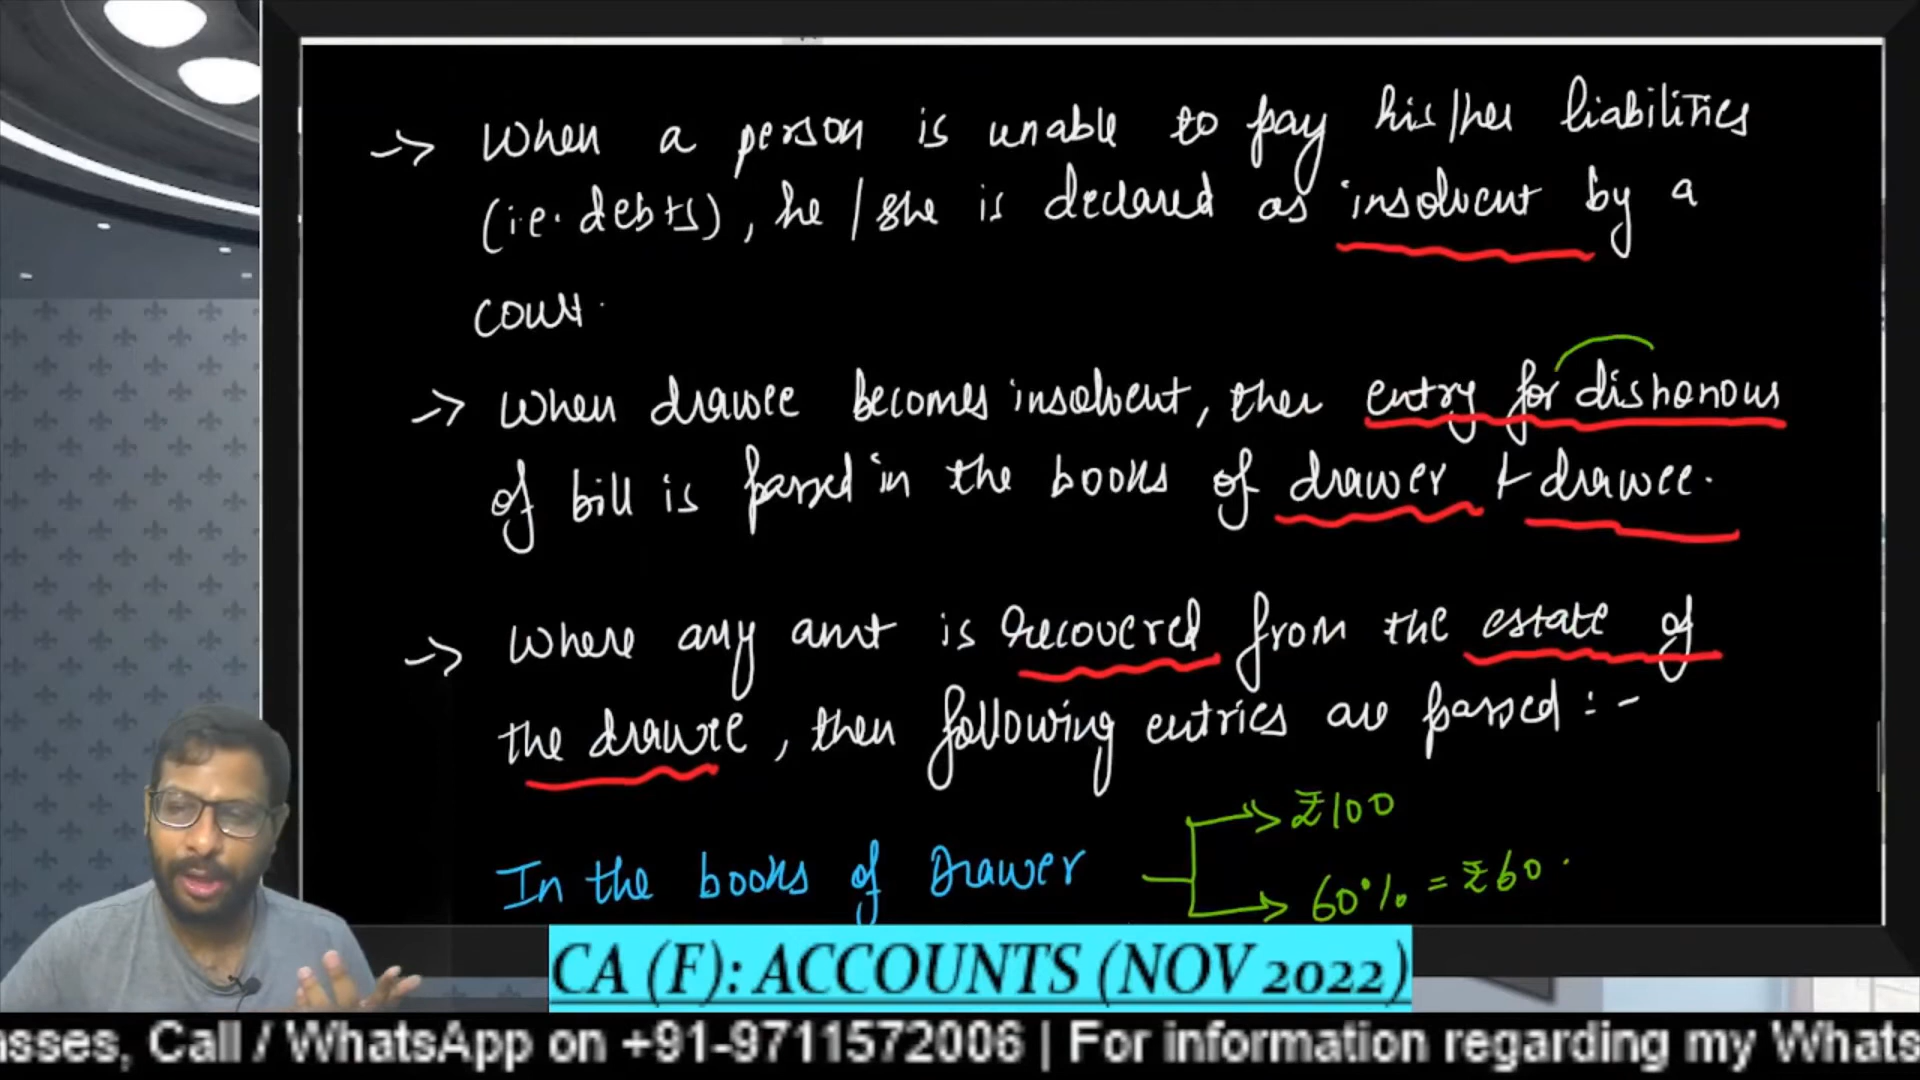 -> When a person is unable to pay his/her liabilities
(i.e. debts), he/she is declared as insolvent by a
court.
-> When drawee becomes insolvent, then entry for dishonour
of bill is passed in the books of drawer & drawee.
-> Where any amt is recovered from the estate of
the drawee, then following entries are passed :-
₹100
In the books of Drawer
60% = ₹60.
CA (F): ACCOUNTS (NOV 2022)
asses, Call / WhatsApp on +91-9711572006 | For information regarding my Whats